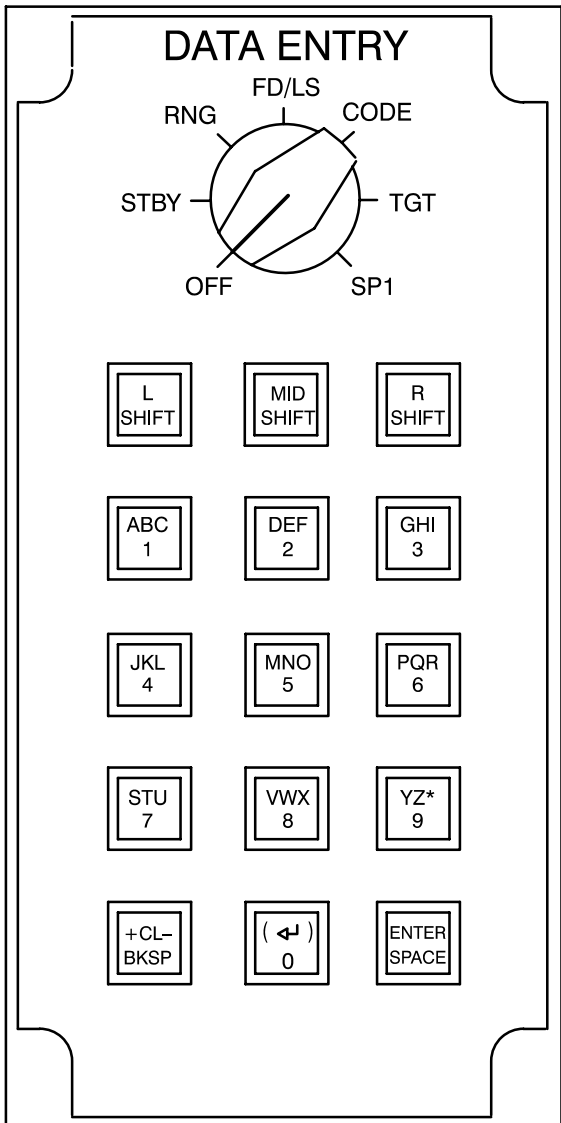 DATA ENTRY
FD/LS
RNG
CODE
STBY
TGT
OFF
SP1
L
SHIFT
MID
SHIFT
R
SHIFT
ABC
1
DEF
2
GHI
3
JKL
4
MNO
5
PQR
6
STU
7
VWX
8
YZ*
9
+CL–
BKSP
( ↵ )
0
ENTER
SPACE